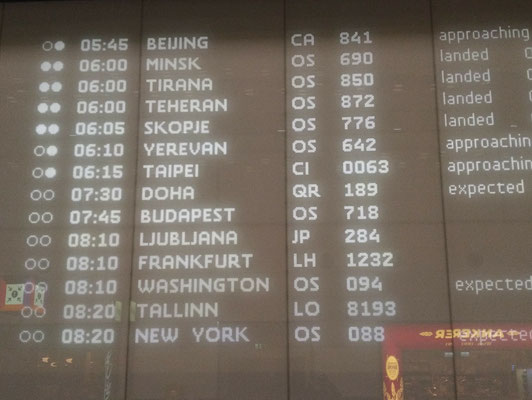 05:45 BEIJING CA 841 approaching
06:00 MINSK OS 690 landed
06:00 TIRANA OS 850 landed
06:00 TEHERAN OS 872 landed
06:05 SKOPJE OS 776 landed
06:10 YEREVAN OS 642 approachin
06:15 TAIPEI CI 0063 approachin
07:30 DOHA QR 189 expected
07:45 BUDAPEST OS 718
08:10 LJUBLJANA JP 284
08:10 FRANKFURT LH 1232
08:10 WASHINGTON OS 094 expected
08:20 TALLINN LO 8193
08:20 NEW YORK OS 088 expected